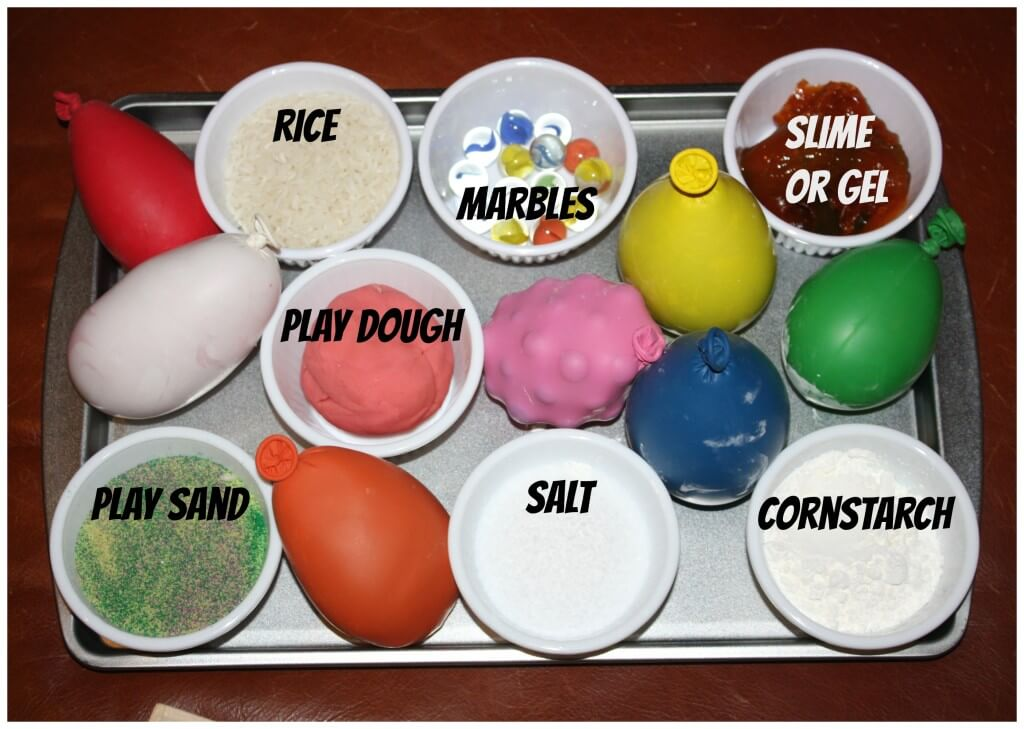 RICE
MARBLES
SLIME
OR GEL
PLAY DOUGH
PLAY SAND
SALT
CORNSTARCH